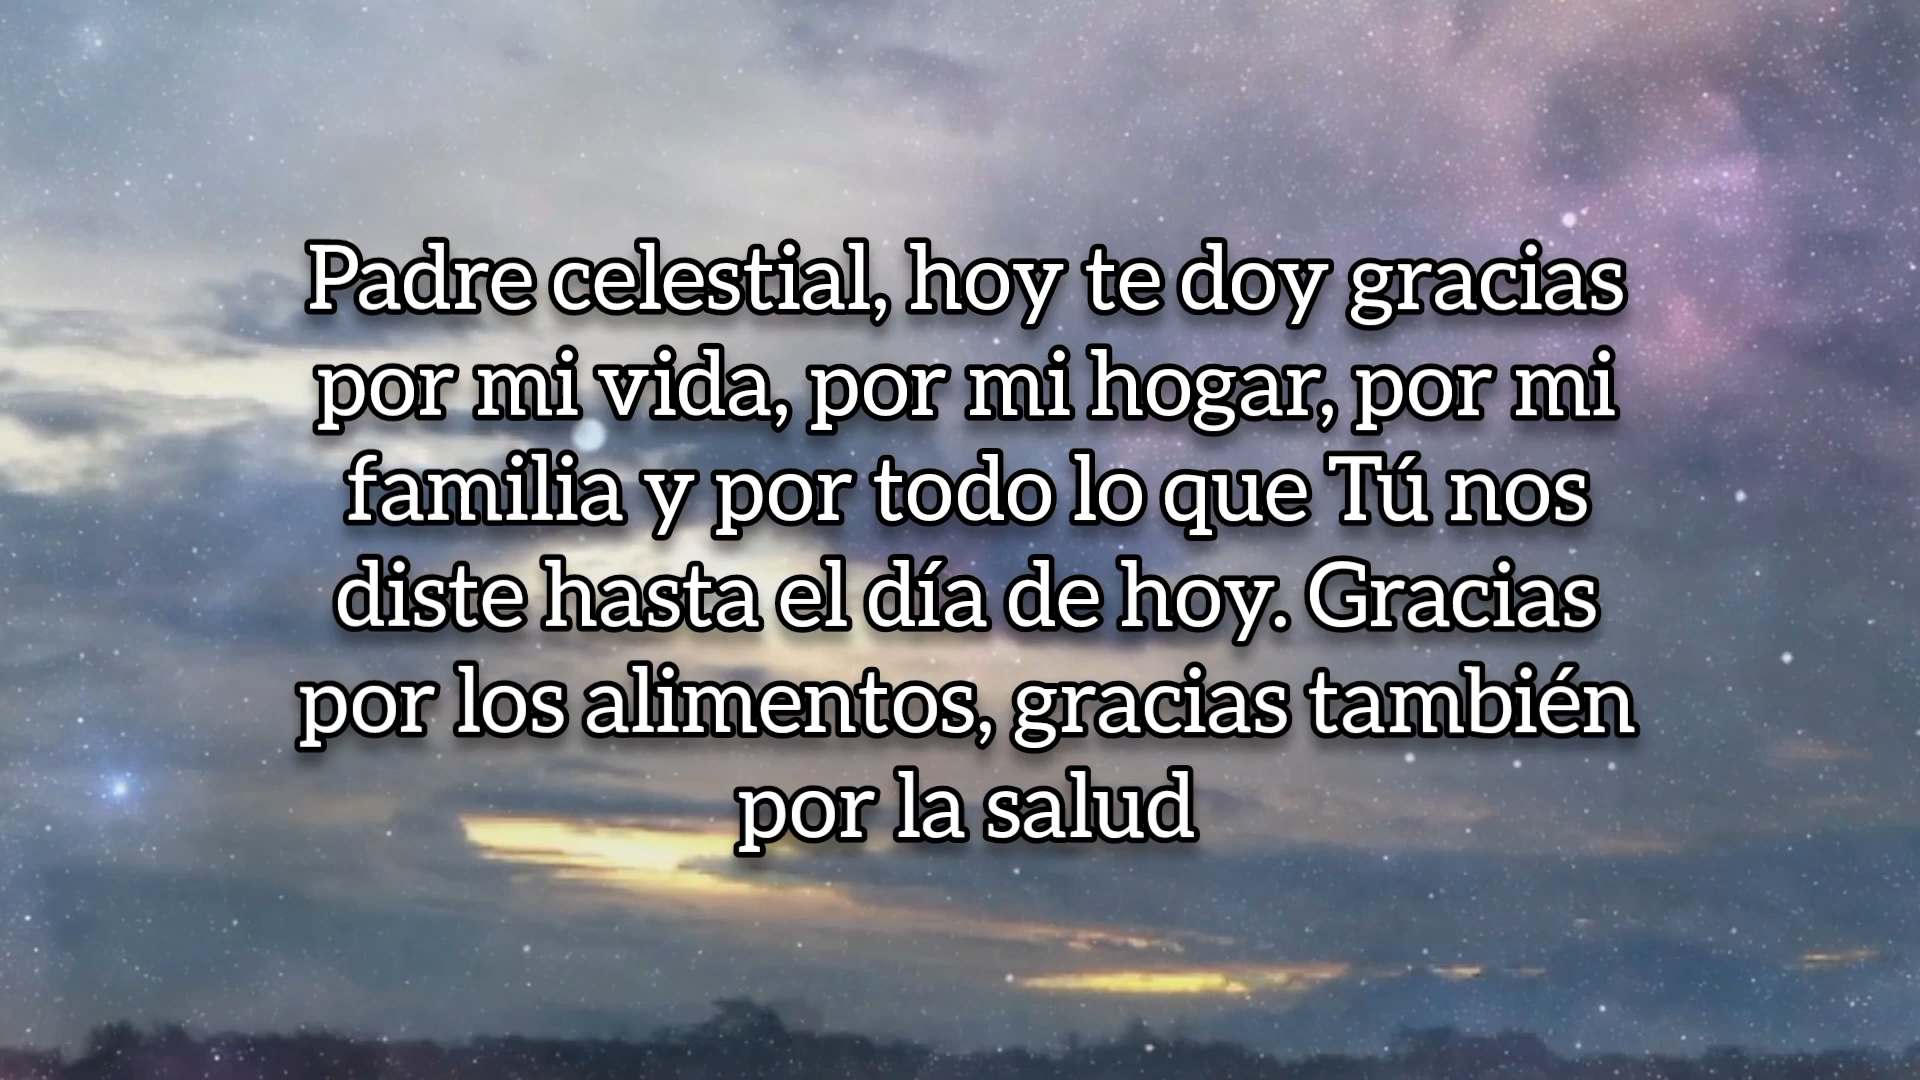 Padre celestial, hoy te doy gracias
por mi vida, por mi hogar, por mi
familia y por todo lo que Tú nos
diste hasta el día de hoy. Gracias
por los alimentos, gracias también
por la salud